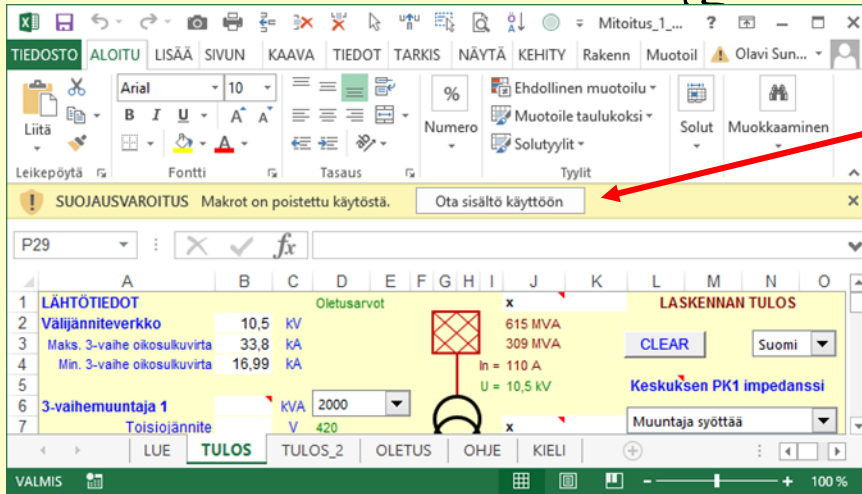 Mitoitus_1_... ?
TIEDOSTO ALOITU LISÄÄ SIVUN KAAVA TIEDOT TARKIS NÄYTÄ KEHITY Rakenn Muotoil Olavi Sun...
Arial 10
Liitä
B I U A A
A
%
Numero
Ehdollinen muotoilu
Muotoile taulukoksi
Solutyylit
Solut
Muokkaaminen
Leikepöytä Fontti Tasaus Tyylit
SUOJAUSVAROITUS Makrot on poistettu käytöstä. Ota sisältö käyttöön
P29 fx
A B C D E F G H I J K L M N O
1 LÄHTÖTIEDOT Oletusarvot x LASKENNAN TULOS
2 Välijänniteverkko 10,5 kV 615 MVA
3 Maks. 3-vaihe oikosulkuvirta 33,8 kA 309 MVA CLEAR Suomi
4 Min. 3-vaihe oikosulkuvirta 16,99 kA In = 110 A
5 U = 10,5 kV Keskuksen PK1 impedanssi
6 3-vaihemuuntaja 1 kVA 2000
7 Toisiojännite V 420 x Muuntaja syöttää
LUE TULOS TULOS_2 OLETUS OHJE KIELI
VALMIS 100 %